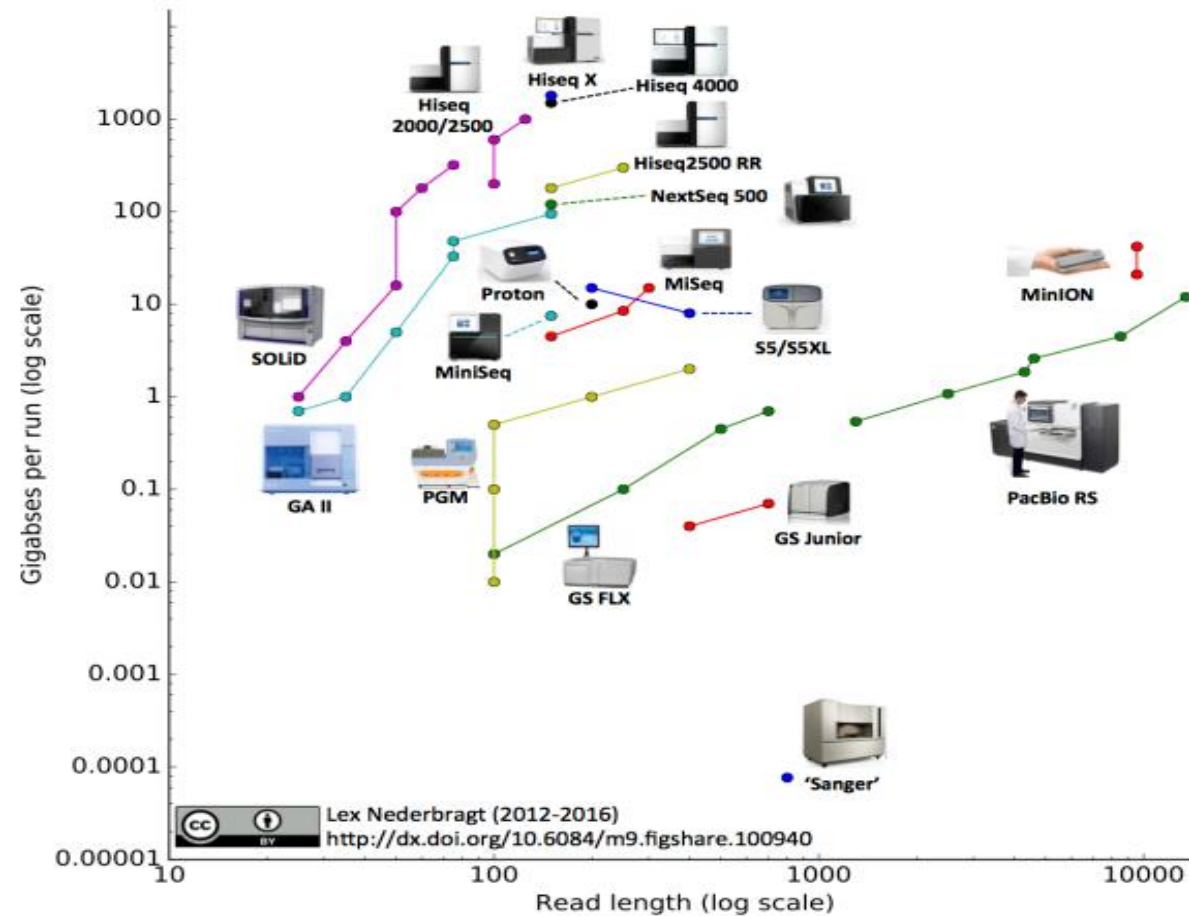 Hiseq X
Hiseq 4000
Hiseq
2000/2500
Hiseq2500 RR
NextSeq 500
MiSeq
Proton
MinION
SOLiD
MiniSeq
S5/S5XL
GA II
PGM
PacBio RS
GS Junior
GS FLX
'Sanger'
Gigabses per run (log scale)
1000
100
10
1
0.1
0.01
0.001
0.0001
0.00001
cc
BY
Lex Nederbragt (2012-2016)
http://dx.doi.org/10.6084/m9.figshare.100940
10
100
1000
10000
Read length (log scale)